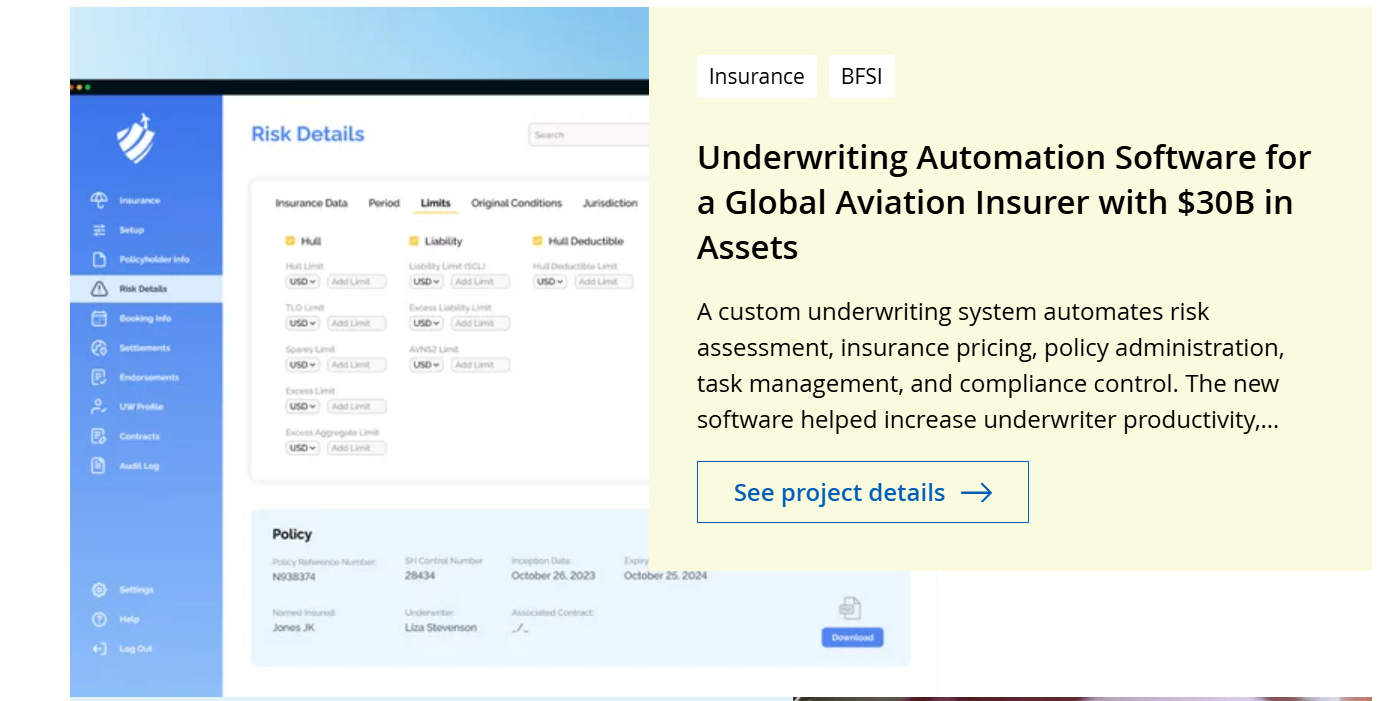 Insurance
Setup
Policyholder Info
Risk Details
Booking Info
Settlements
Endorsements
UW Profile
Contracts
Audit Log
Settings
Help
Log Out
Risk Details
Search
Insurance Data Period Limits Original Conditions Jurisdiction
Hull Liability Hull Deductible
Hull Limit Liability Limit (SCL) Hull Deductible Limit
USD Add Limit USD Add Limit USD Add Limit
TLO Limit Excess Liability Limit
USD Add Limit USD Add Limit
Spares Limit AVN52 Limit
USD Add Limit USD Add Limit
Excess Limit
USD Add Limit
Excess Aggregate Limit
USD Add Limit
Policy
Policy Reference Number: SH Control Number Inception Date: Expiry
N938374 28434 October 26, 2023 October 25, 2024
Named Insured: Underwriter: Associated Contract:
Jones JK Liza Stevenson _/_
Download
Insurance BFSI
Underwriting Automation Software for
a Global Aviation Insurer with $30B in
Assets
A custom underwriting system automates risk
assessment, insurance pricing, policy administration,
task management, and compliance control. The new
software helped increase underwriter productivity,...
See project details →